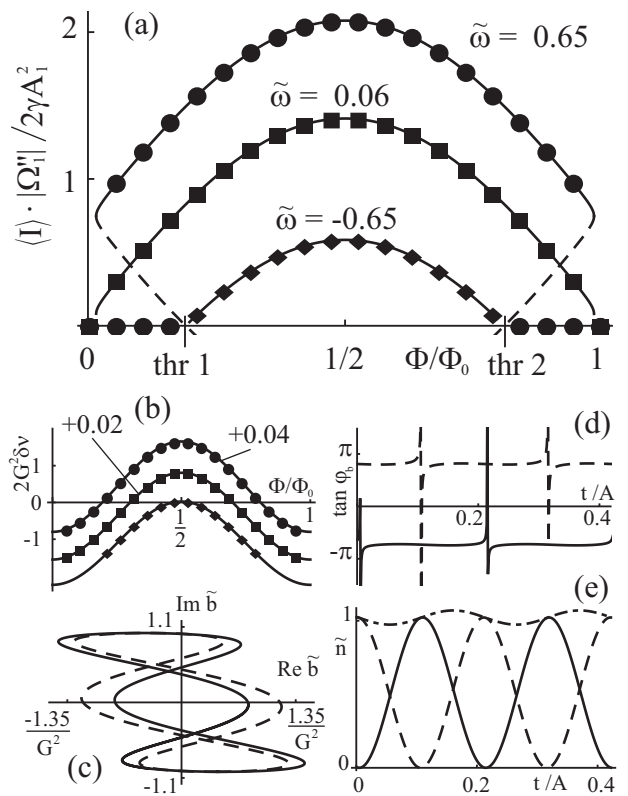 (a)
ω̃ = 0.65
ω̃ = 0.06
ω̃ = -0.65
⟨I⟩ · |Ω₁''| /2γA₁²
2
1
0
thr 1
1/2
Φ/Φ₀
thr 2
1
(b)
+0.02
+0.04
2G²δν
1
0
-1
Φ/Φ₀
1/2
1
(d)
tan φ_b
π
-π
0.2
0.4
t /A
(c)
Im b̃
1.1
Re b̃
-1.35/G²
1.35/G²
-1.1
(e)
ñ
1
0
0
0.2
t /A
0.4